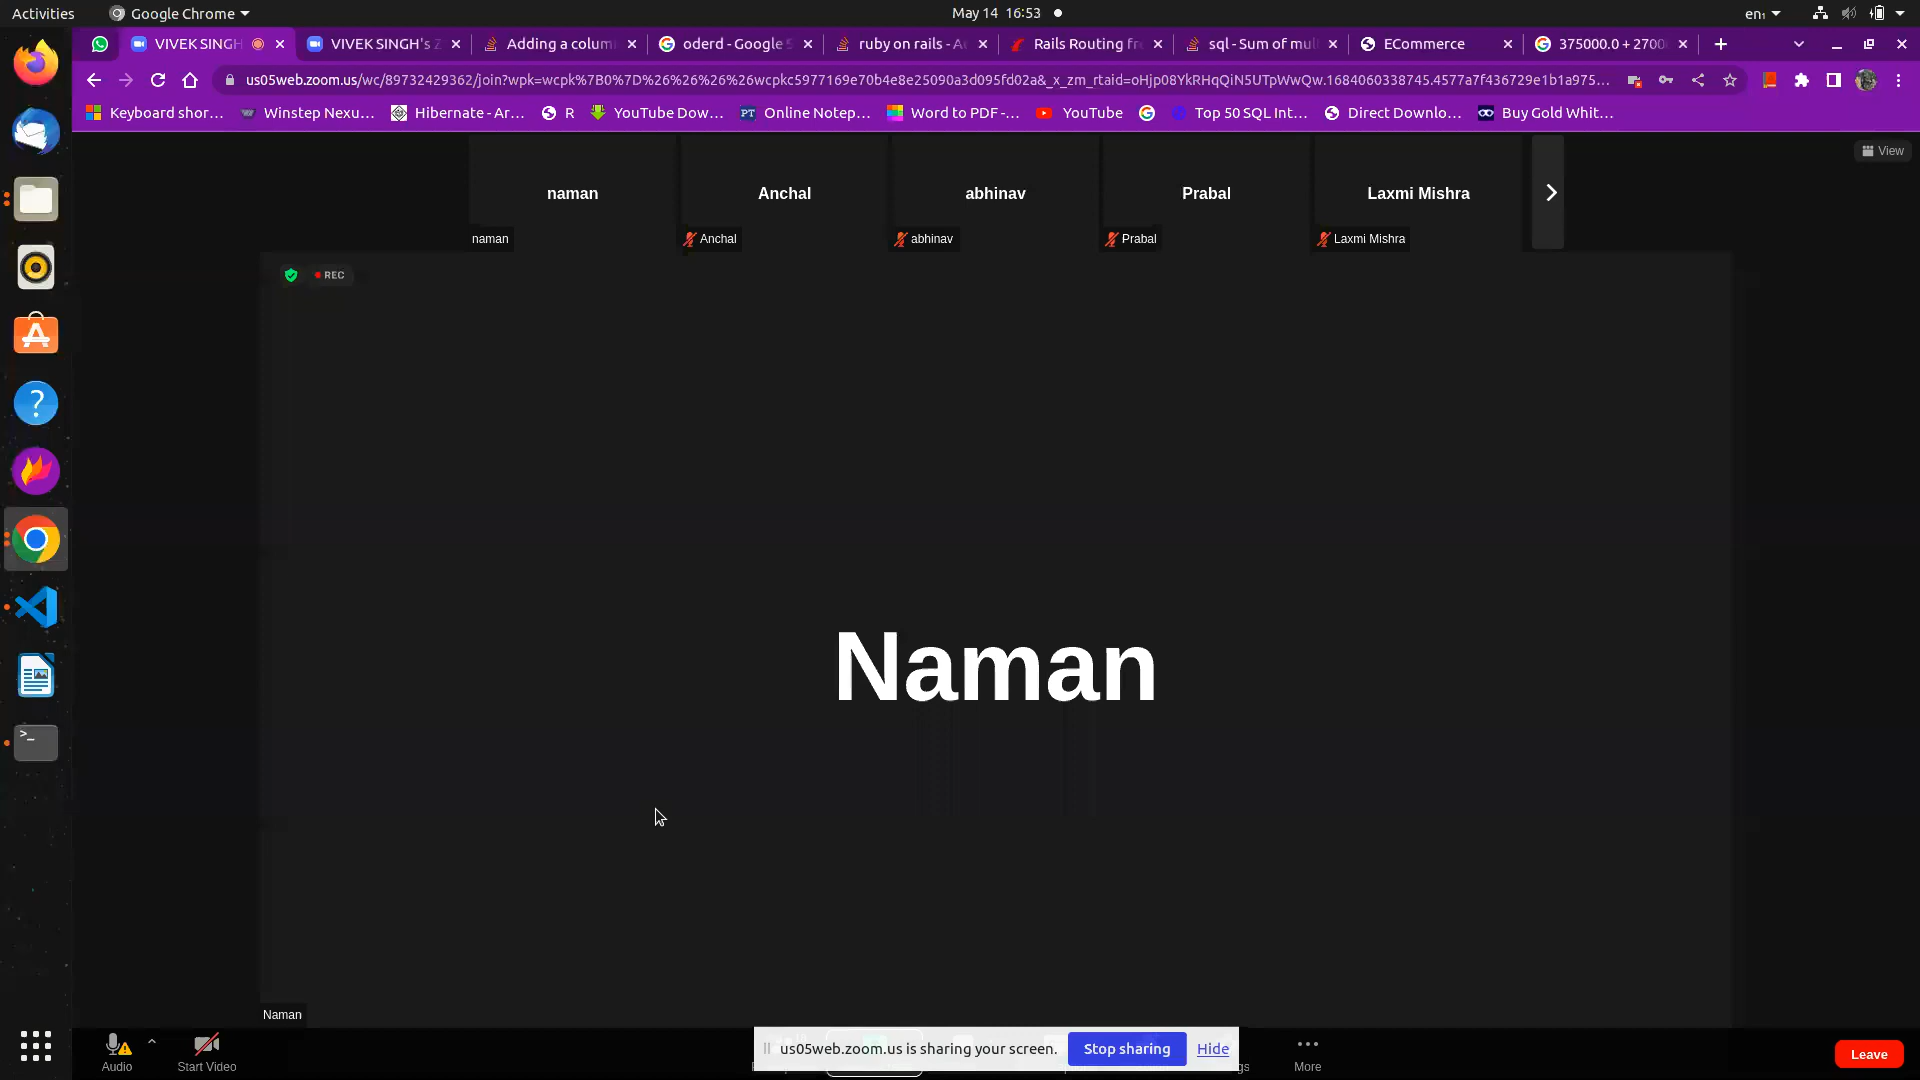 Activities Google Chrome May 14 16:53 en₁
VIVEK SINGH VIVEK SINGH's Z Adding a colum oderd - Google S ruby on rails - A Rails Routing fr sql - Sum of mul ECommerce 375000.0 + 2700
us05web.zoom.us/wc/89732429362/join?wpk=wcpk%7B0%7D%26%26%26%26wcpkc5977169e70b4e8e25090a3d095fd02a&_x_zm_rtaid=oHjp08YkRHqQiN5UTpWwQw.1684060338745.4577a7f436729e1b1a975...
Keyboard shor... Winstep Nexu... Hibernate - Ar... R YouTube Dow... Online Notep... Word to PDF -... YouTube Top 50 SQL Int... Direct Downlo... Buy Gold Whit...
View
naman Anchal abhinav Prabal Laxmi Mishra
naman Anchal abhinav Prabal Laxmi Mishra
REC
Naman
Naman
Audio Start Video us05web.zoom.us is sharing your screen. Stop sharing Hide More Leave